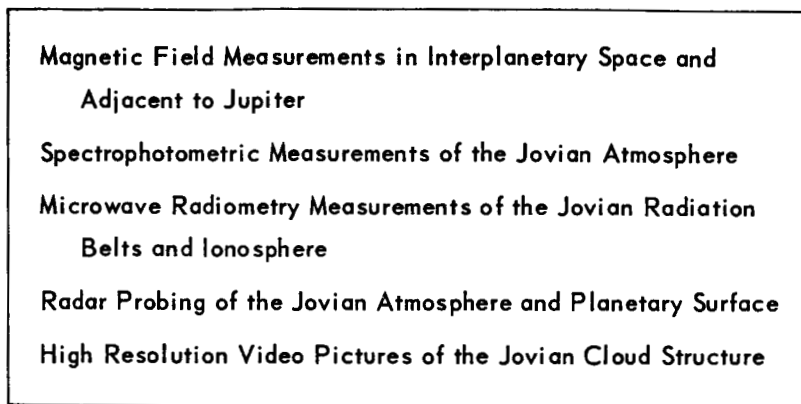 Magnetic Field Measurements in Interplanetary Space and
Adjacent to Jupiter
Spectrophotometric Measurements of the Jovian Atmosphere
Microwave Radiometry Measurements of the Jovian Radiation
Belts and Ionosphere
Radar Probing of the Jovian Atmosphere and Planetary Surface
High Resolution Video Pictures of the Jovian Cloud Structure